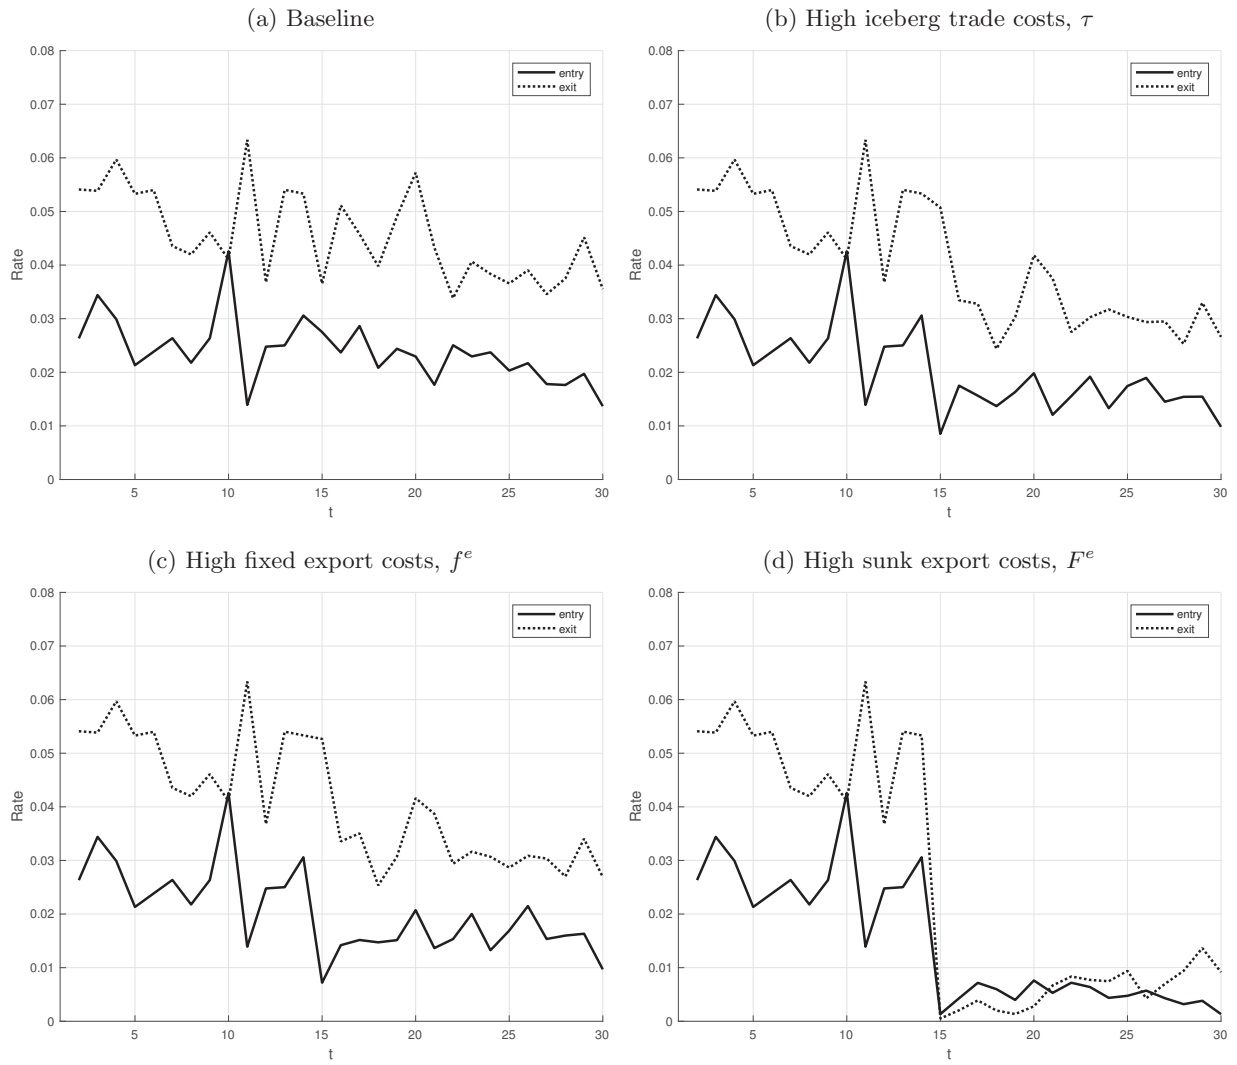 (a) Baseline
0.08
0.07
0.06
0.05
0.04
0.03
0.02
0.01
0
Rate
5 10 15 20 25 30
t
entry
exit
(b) High iceberg trade costs, τ
0.08
0.07
0.06
0.05
0.04
0.03
0.02
0.01
0
Rate
5 10 15 20 25 30
t
entry
exit
(c) High fixed export costs, f^e
0.08
0.07
0.06
0.05
0.04
0.03
0.02
0.01
0
Rate
5 10 15 20 25 30
t
entry
exit
(d) High sunk export costs, F^e
0.08
0.07
0.06
0.05
0.04
0.03
0.02
0.01
0
Rate
5 10 15 20 25 30
t
entry
exit